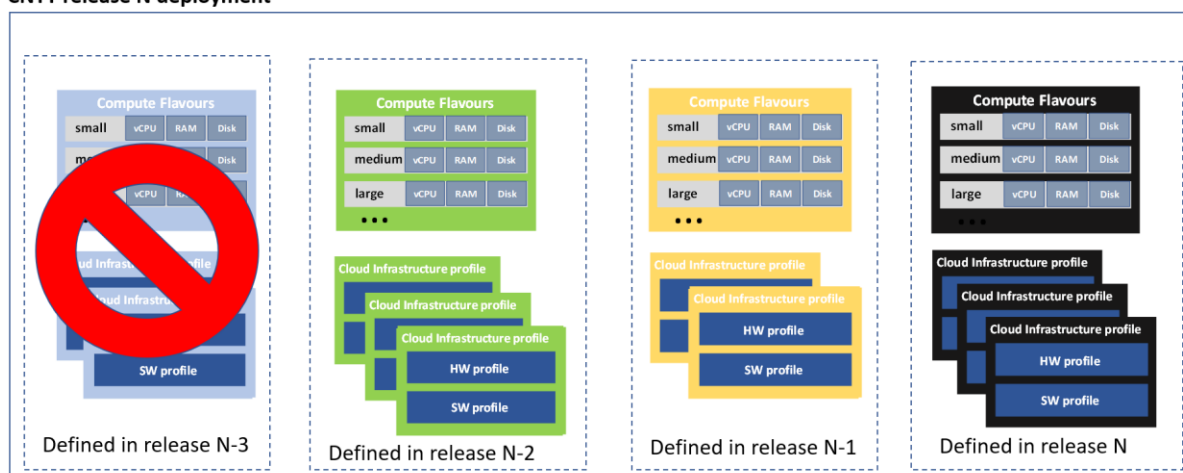 Compute Flavours
small vCPU RAM Disk
Disk
vCPU RAM Disk
Cloud Infrastructure profile
Cloud
SW profile
Defined in release N-3
Compute Flavours
small vCPU RAM Disk
medium vCPU RAM Disk
large vCPU RAM Disk
•••
Cloud Infrastructure profile
Cloud Infrastructure profile
Cloud Infrastructure profile
HW profile
SW profile
Defined in release N-2
Compute Flavours
small vCPU RAM Disk
medium vCPU RAM Disk
large vCPU RAM Disk
•••
Cloud Infrastructure profile
Cloud Infrastructure profile
HW profile
SW profile
Defined in release N-1
Compute Flavours
small vCPU RAM Disk
medium vCPU RAM Disk
large vCPU RAM Disk
•••
Cloud Infrastructure profile
Cloud Infrastructure profile
Cloud Infrastructure profile
HW profile
SW profile
Defined in release N